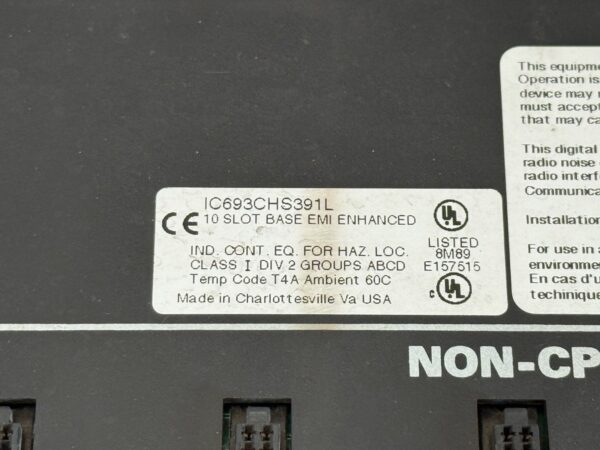 IC693CHS391L
CE 10 SLOT BASE EMI ENHANCED
IND. CONT. EQ. FOR HAZ. LOC.
CLASS I DIV 2 GROUPS ABCD
Temp Code T4A Ambient 60C
Made in Charlottesville Va USA
UL
LISTED
8M89
E157515
c UL
This equipme
Operation is
device may
must accept
that may ca
This digital
radio noise
radio interf
Communica
Installation
For use in a
environme
En cas d'u
techinique
NON-CP